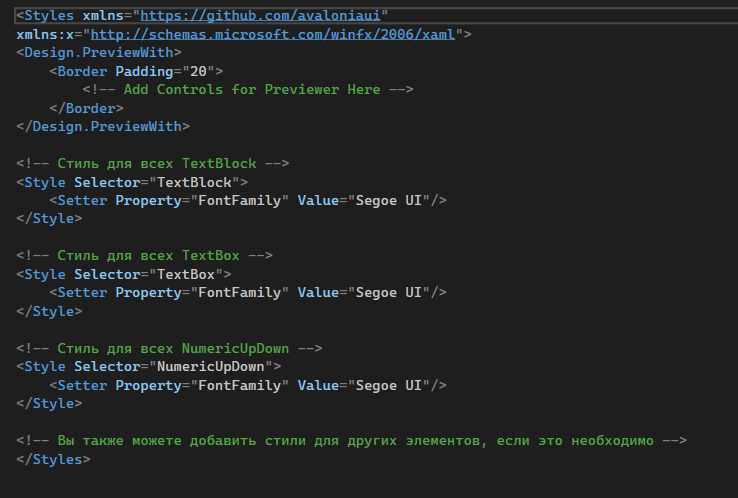 <Styles xmlns="https://github.com/avaloniaui"
xmlns:x="http://schemas.microsoft.com/winfx/2006/xaml">
<Design.PreviewWith>
    <Border Padding="20">
        <!-- Add Controls for Previewer Here -->
    </Border>
</Design.PreviewWith>

<!-- Стиль для всех TextBlock -->
<Style Selector="TextBlock">
    <Setter Property="FontFamily" Value="Segoe UI"/>
</Style>

<!-- Стиль для всех TextBox -->
<Style Selector="TextBox">
    <Setter Property="FontFamily" Value="Segoe UI"/>
</Style>

<!-- Стиль для всех NumericUpDown -->
<Style Selector="NumericUpDown">
    <Setter Property="FontFamily" Value="Segoe UI"/>
</Style>

<!-- Вы также можете добавить стили для других элементов, если это необходимо -->
</Styles>